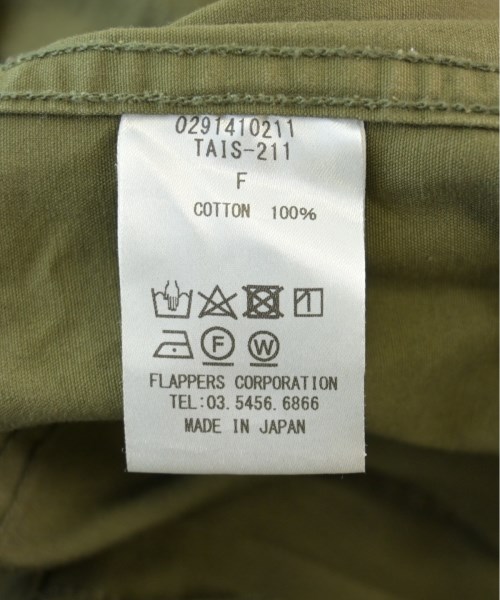 0291410211
TAIS-211
F
COTTON 100%
F W
FLAPPERS CORPORATION
TEL:03.5456.6866
MADE IN JAPAN